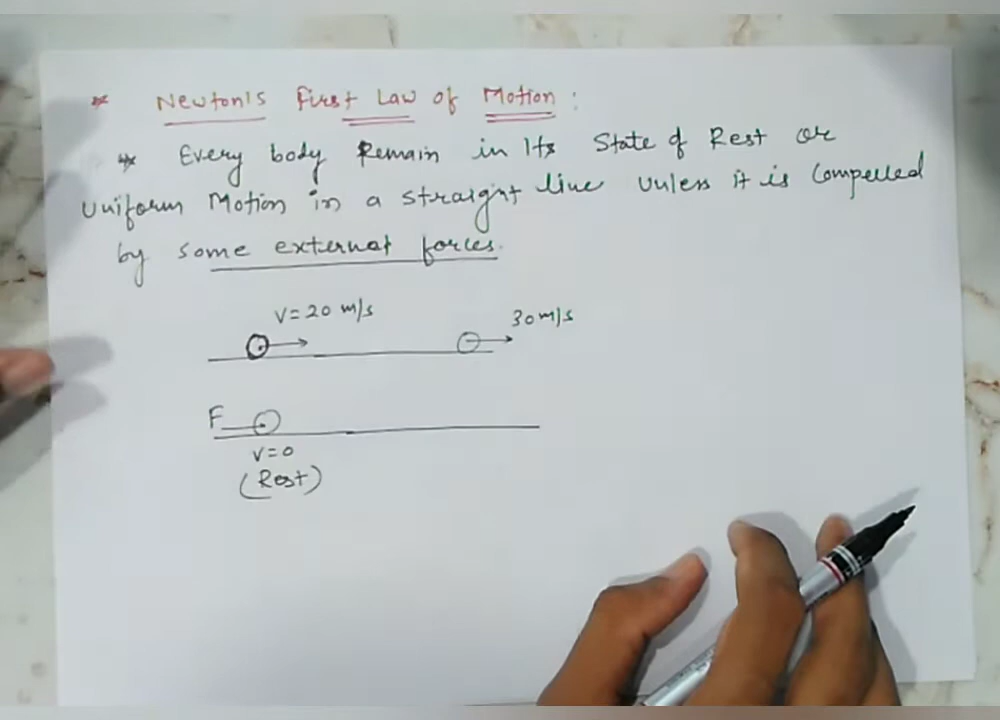 * Newton's First Law of Motion :
* Every body Remain in Its State of Rest or
Uniform Motion in a straight line unless it is Compelled
by some external forces.
V = 20 m/s
30 m/s
F
V = 0
(Rest)